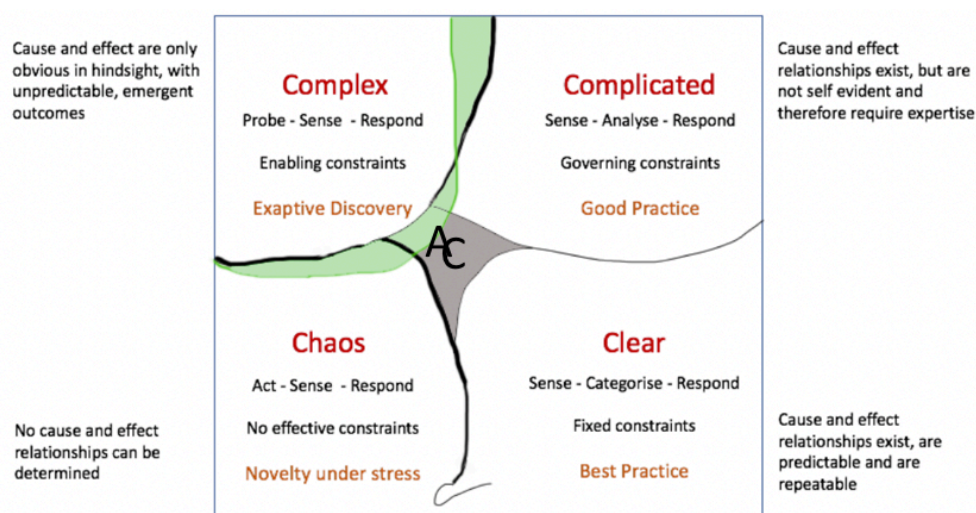 Cause and effect are only
obvious in hindsight, with
unpredictable, emergent
outcomes
Complex
Probe - Sense - Respond
Enabling constraints
Exaptive Discovery
Complicated
Sense - Analyse - Respond
Governing constraints
Good Practice
Cause and effect
relationships exist, but are
not self evident and
therefore require expertise
AC
No cause and effect
relationships can be
determined
Chaos
Act - Sense - Respond
No effective constraints
Novelty under stress
Clear
Sense - Categorise - Respond
Fixed constraints
Best Practice
Cause and effect
relationships exist, are
predictable and are
repeatable